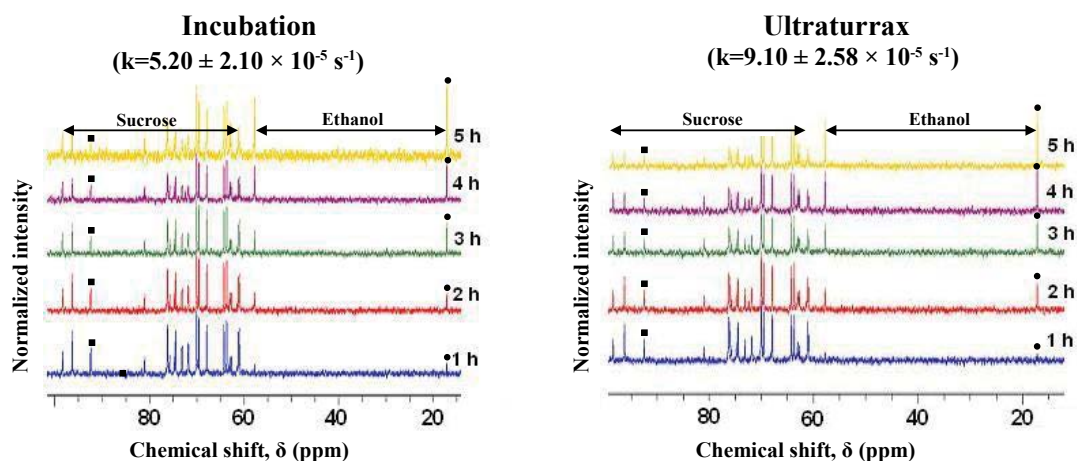 Incubation
(k=5.20 ± 2.10 × 10⁻⁵ s⁻¹)
Normalized intensity
Sucrose
Ethanol
5 h
4 h
3 h
2 h
1 h
80
60
40
20
Chemical shift, δ (ppm)
Ultraturrax
(k=9.10 ± 2.58 × 10⁻⁵ s⁻¹)
Normalized intensity
Sucrose
Ethanol
5 h
4 h
3 h
2 h
1 h
80
60
40
20
Chemical shift, δ (ppm)